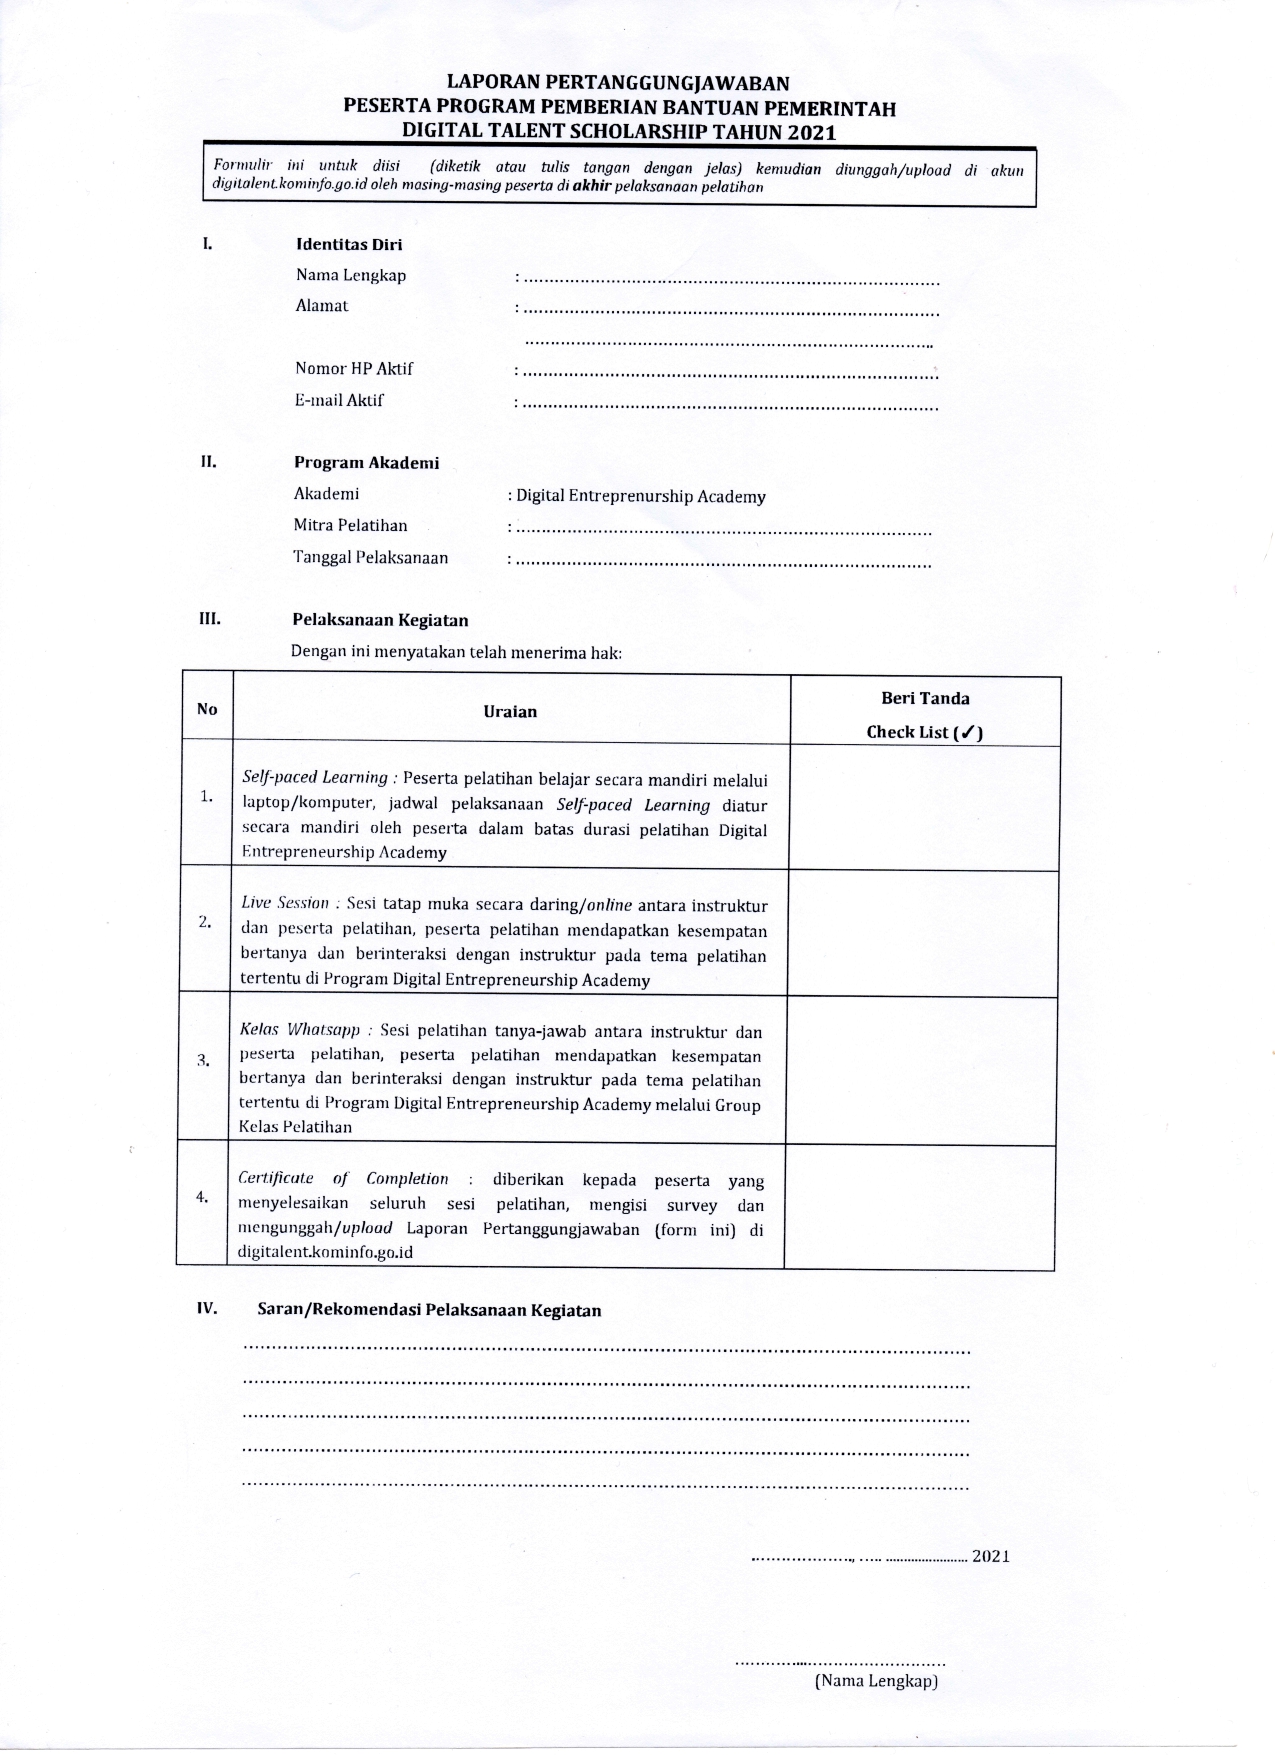 LAPORAN PERTANGGUNGJAWABAN
PESERTA PROGRAM PEMBERIAN BANTUAN PEMERINTAH
DIGITAL TALENT SCHOLARSHIP TAHUN 2021
Formulir ini untuk diisi (diketik atau tulis tangan dengan jelas) kemudian diunggah/upload di akun
digitalent.kominfo.go.id oleh masing-masing peserta di akhir pelaksanaan pelatihan
I. Identitas Diri
Nama Lengkap : ....................
Alamat : ....................
....................
Nomor HP Aktif : ....................
E-mail Aktif : ....................
II. Program Akademi
Akademi : Digital Entreprenurship Academy
Mitra Pelatihan : ....................
Tanggal Pelaksanaan : ....................
III. Pelaksanaan Kegiatan
Dengan ini menyatakan telah menerima hak:
No Uraian Beri Tanda
Check List (✓)
1. Self-paced Learning : Peserta pelatihan belajar secara mandiri melalui
laptop/komputer, jadwal pelaksanaan Self-paced Learning diatur
secara mandiri oleh peserta dalam batas durasi pelatihan Digital
Entrepreneurship Academy
2. Live Session : Sesi tatap muka secara daring/online antara instruktur
dan peserta pelatihan, peserta pelatihan mendapatkan kesempatan
bertanya dan berinteraksi dengan instruktur pada tema pelatihan
tertentu di Program Digital Entrepreneurship Academy
3. Kelas Whatsapp : Sesi pelatihan tanya-jawab antara instruktur dan
peserta pelatihan, peserta pelatihan mendapatkan kesempatan
bertanya dan berinteraksi dengan instruktur pada tema pelatihan
tertentu di Program Digital Entrepreneurship Academy melalui Group
Kelas Pelatihan
4. Certificate of Completion : diberikan kepada peserta yang
menyelesaikan seluruh sesi pelatihan, mengisi survey dan
mengunggah/upload Laporan Pertanggungjawaban (form ini) di
digitalent.kominfo.go.id
IV. Saran/Rekomendasi Pelaksanaan Kegiatan
....................
....................
....................
....................
....................
...................., ..... .................... 2021
....................
(Nama Lengkap)